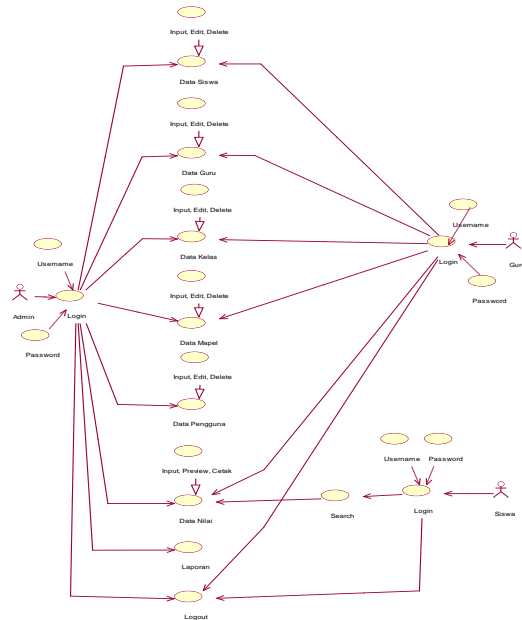 Input, Edit, Delete
Data Siswa
Input, Edit, Delete
Data Guru
Input, Edit, Delete
Username
Data Kelas
Username
Login
Gur
Input, Edit, Delete
Password
Admin
Login
Data Mapel
Password
Input, Edit, Delete
Data Pengguna
Username
Password
Input, Preview, Cetak
Data Nilai
Search
Login
Siswa
Laporan
Logout